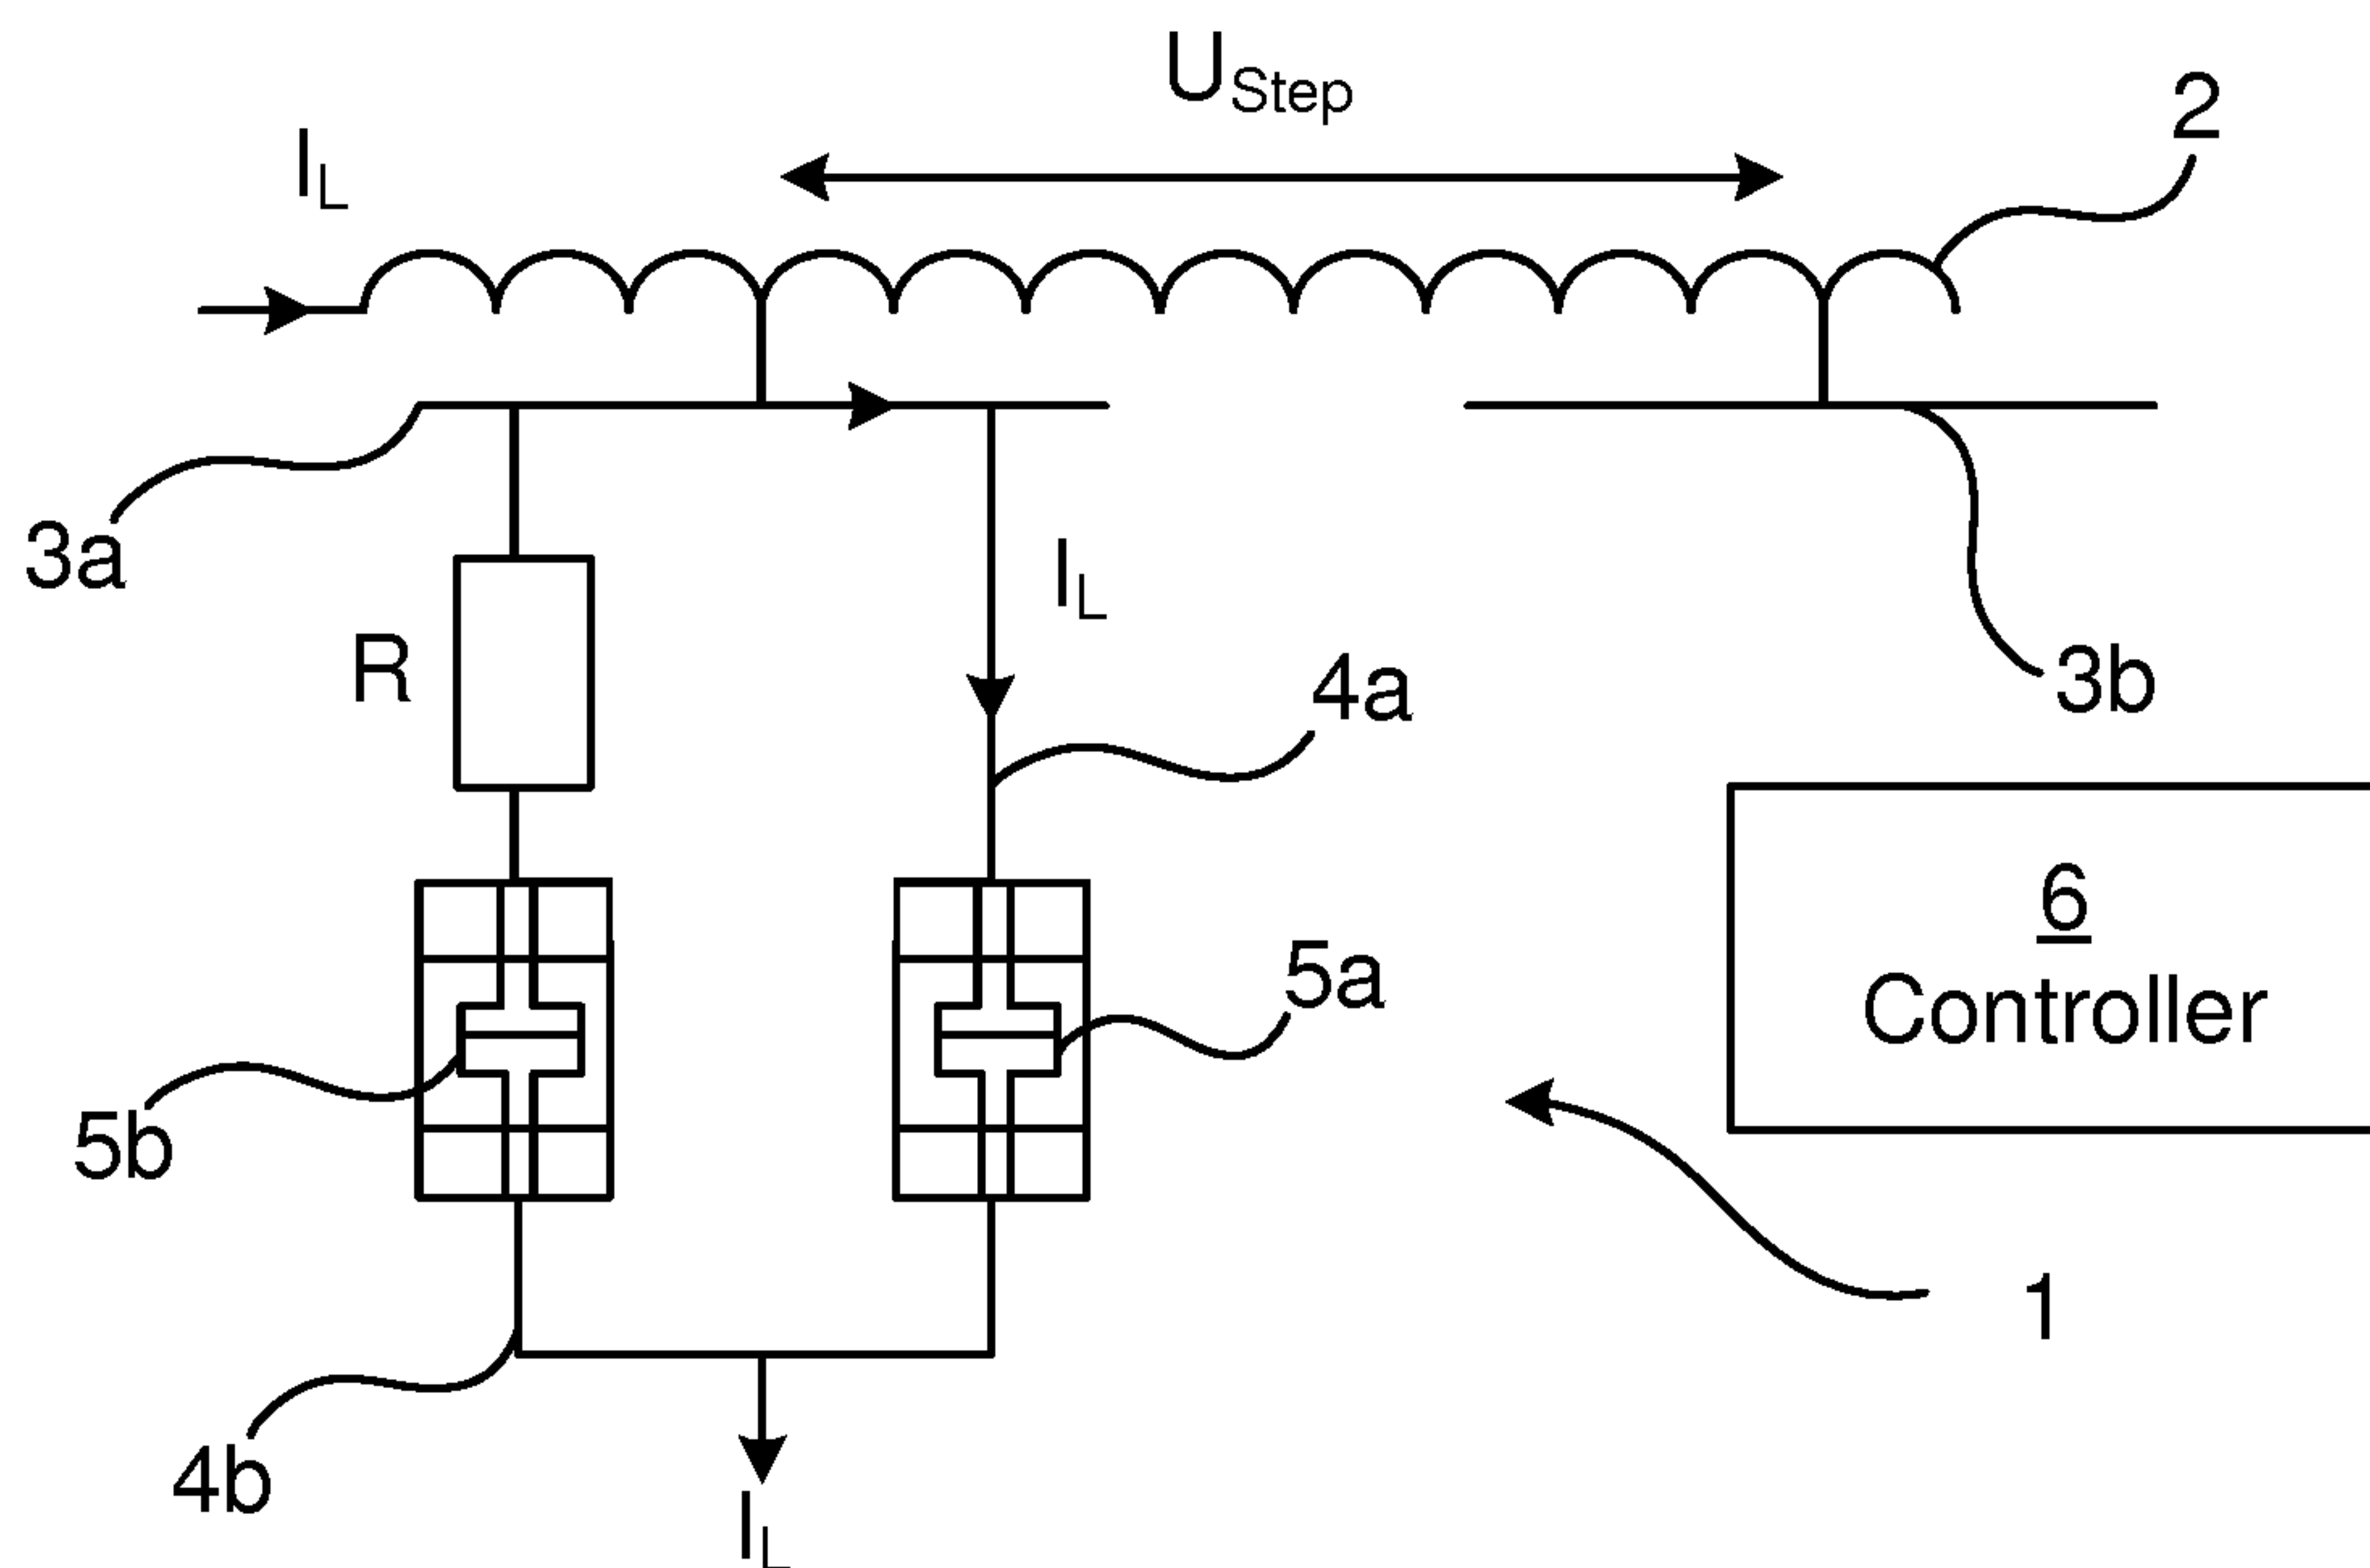 U_Step
2
I_L
3a
R
I_L
4a
3b
6
Controller
5a
5b
1
4b
I_L